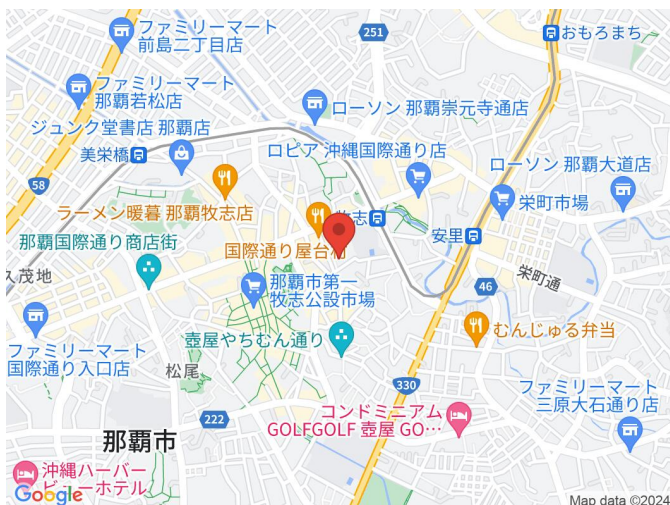 ファミリーマート
前島二丁目店
251
おもろまち
ファミリーマート
那覇若松店
ローソン 那覇崇元寺通店
ジュンク堂書店 那覇店
美栄橋
ロピア 沖縄国際通り店
ローソン 那覇大道店
58
ラーメン暖暮 那覇牧志店
牧志
栄町市場
那覇国際通り商店街
国際通り屋台村
安里
久茂地
那覇市第一
牧志公設市場
46
栄町通
ファミリーマート
国際通り入口店
壺屋やちむん通り
むんじゅる弁当
松尾
330
ファミリーマート
三原大石通り店
222
コンドミニアム
GOLFGOLF 壺屋 GO…
那覇市
沖縄ハーバー
ビューホテル
Google
Map data ©2024